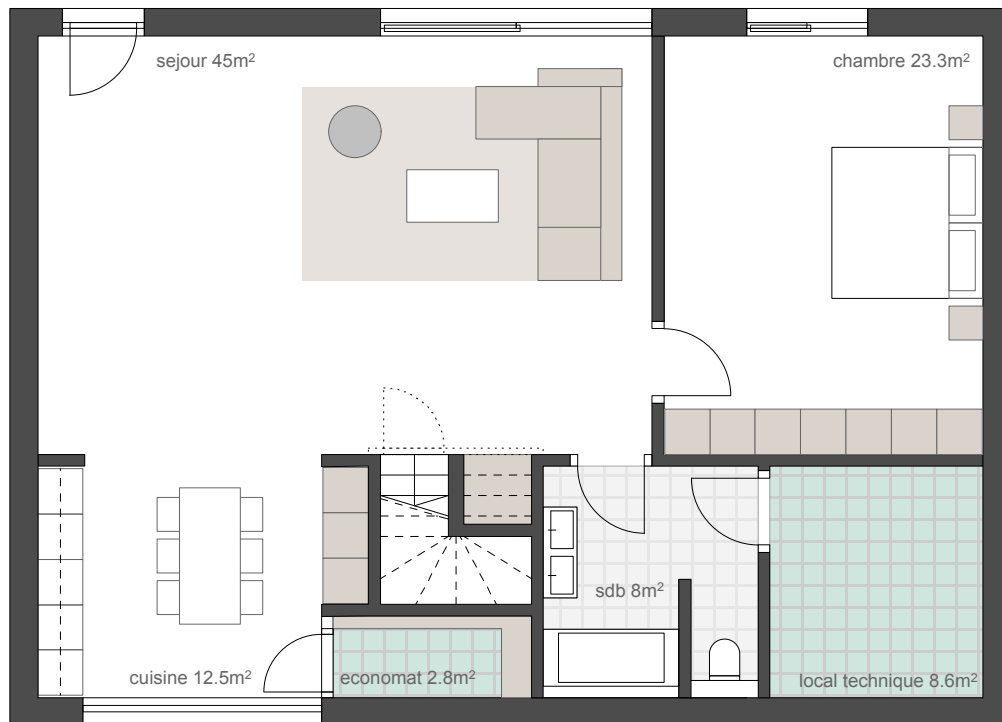 sejour 45m²
chambre 23.3m²
sdb 8m²
cuisine 12.5m²
economat 2.8m²
local technique 8.6m²